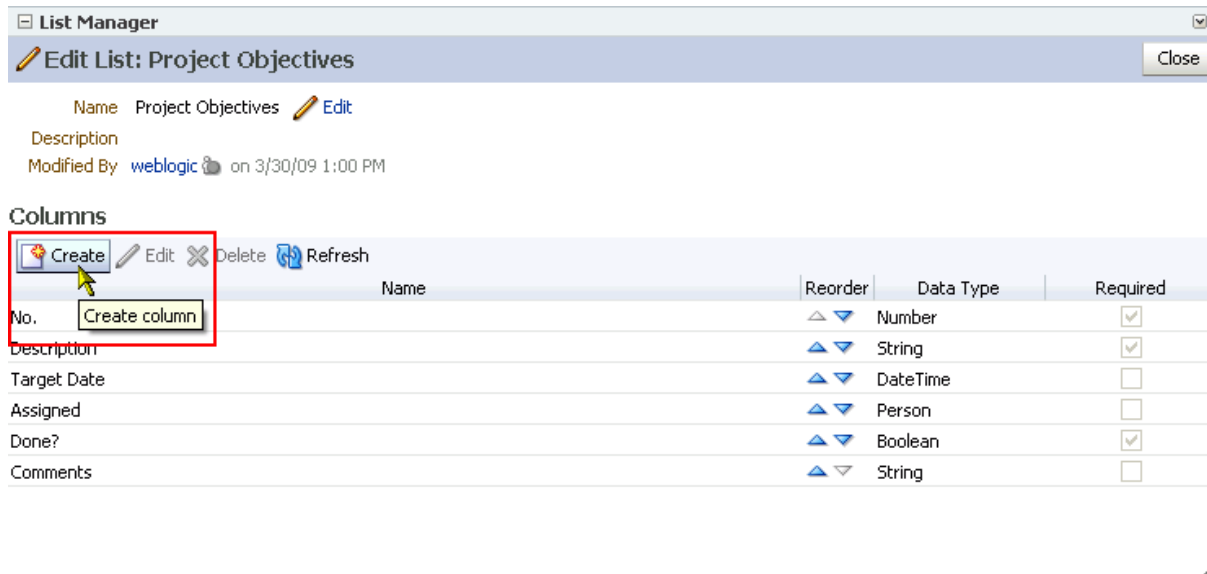 List Manager
Edit List: Project Objectives Close
Name Project Objectives Edit
Description
Modified By weblogic on 3/30/09 1:00 PM
Columns
Create Edit Delete Refresh
Name Reorder Data Type Required
No. Number
Create column
Description String
Target Date DateTime
Assigned Person
Done? Boolean
Comments String